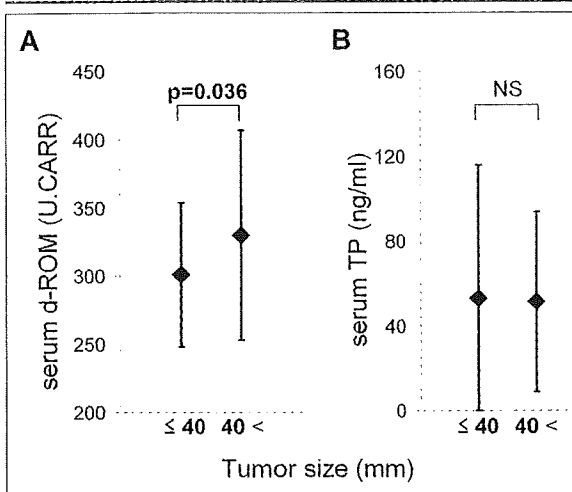 A
B
450
400
350
300
250
200
serum d-ROM (U.CARR)
p=0.036
≤ 40 40 <
160
120
80
40
0
serum TP (ng/ml)
NS
≤ 40 40 <
Tumor size (mm)